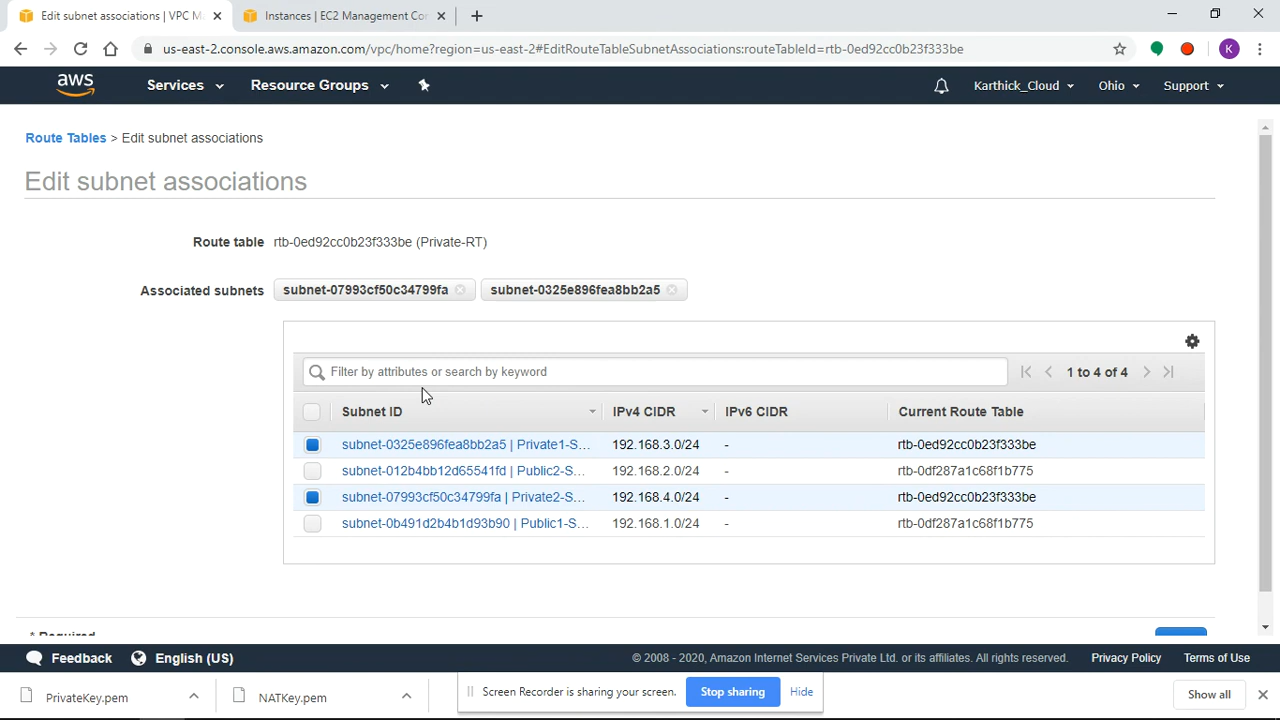 Edit subnet associations | VPC M
Instances | EC2 Management Con
us-east-2.console.aws.amazon.com/vpc/home?region=us-east-2#EditRouteTableSubnetAssociations:routeTableId=rtb-0ed92cc0b23f333be
K
aws Services Resource Groups Karthick_Cloud Ohio Support
Route Tables > Edit subnet associations
Edit subnet associations
Route table rtb-0ed92cc0b23f333be (Private-RT)
Associated subnets subnet-07993cf50c34799fa subnet-0325e896fea8bb2a5
Filter by attributes or search by keyword 1 to 4 of 4
Subnet ID IPv4 CIDR IPv6 CIDR Current Route Table
subnet-0325e896fea8bb2a5 | Private1-S... 192.168.3.0/24 - rtb-0ed92cc0b23f333be
subnet-012b4bb12d65541fd | Public2-S... 192.168.2.0/24 - rtb-0df287a1c68f1b775
subnet-07993cf50c34799fa | Private2-S... 192.168.4.0/24 - rtb-0ed92cc0b23f333be
subnet-0b491d2b4b1d93b90 | Public1-S... 192.168.1.0/24 - rtb-0df287a1c68f1b775
* Required
Feedback English (US) © 2008 - 2020, Amazon Internet Services Private Ltd. or its affiliates. All rights reserved. Privacy Policy Terms of Use
PrivateKey.pem NATKey.pem Screen Recorder is sharing your screen. Stop sharing Hide Show all